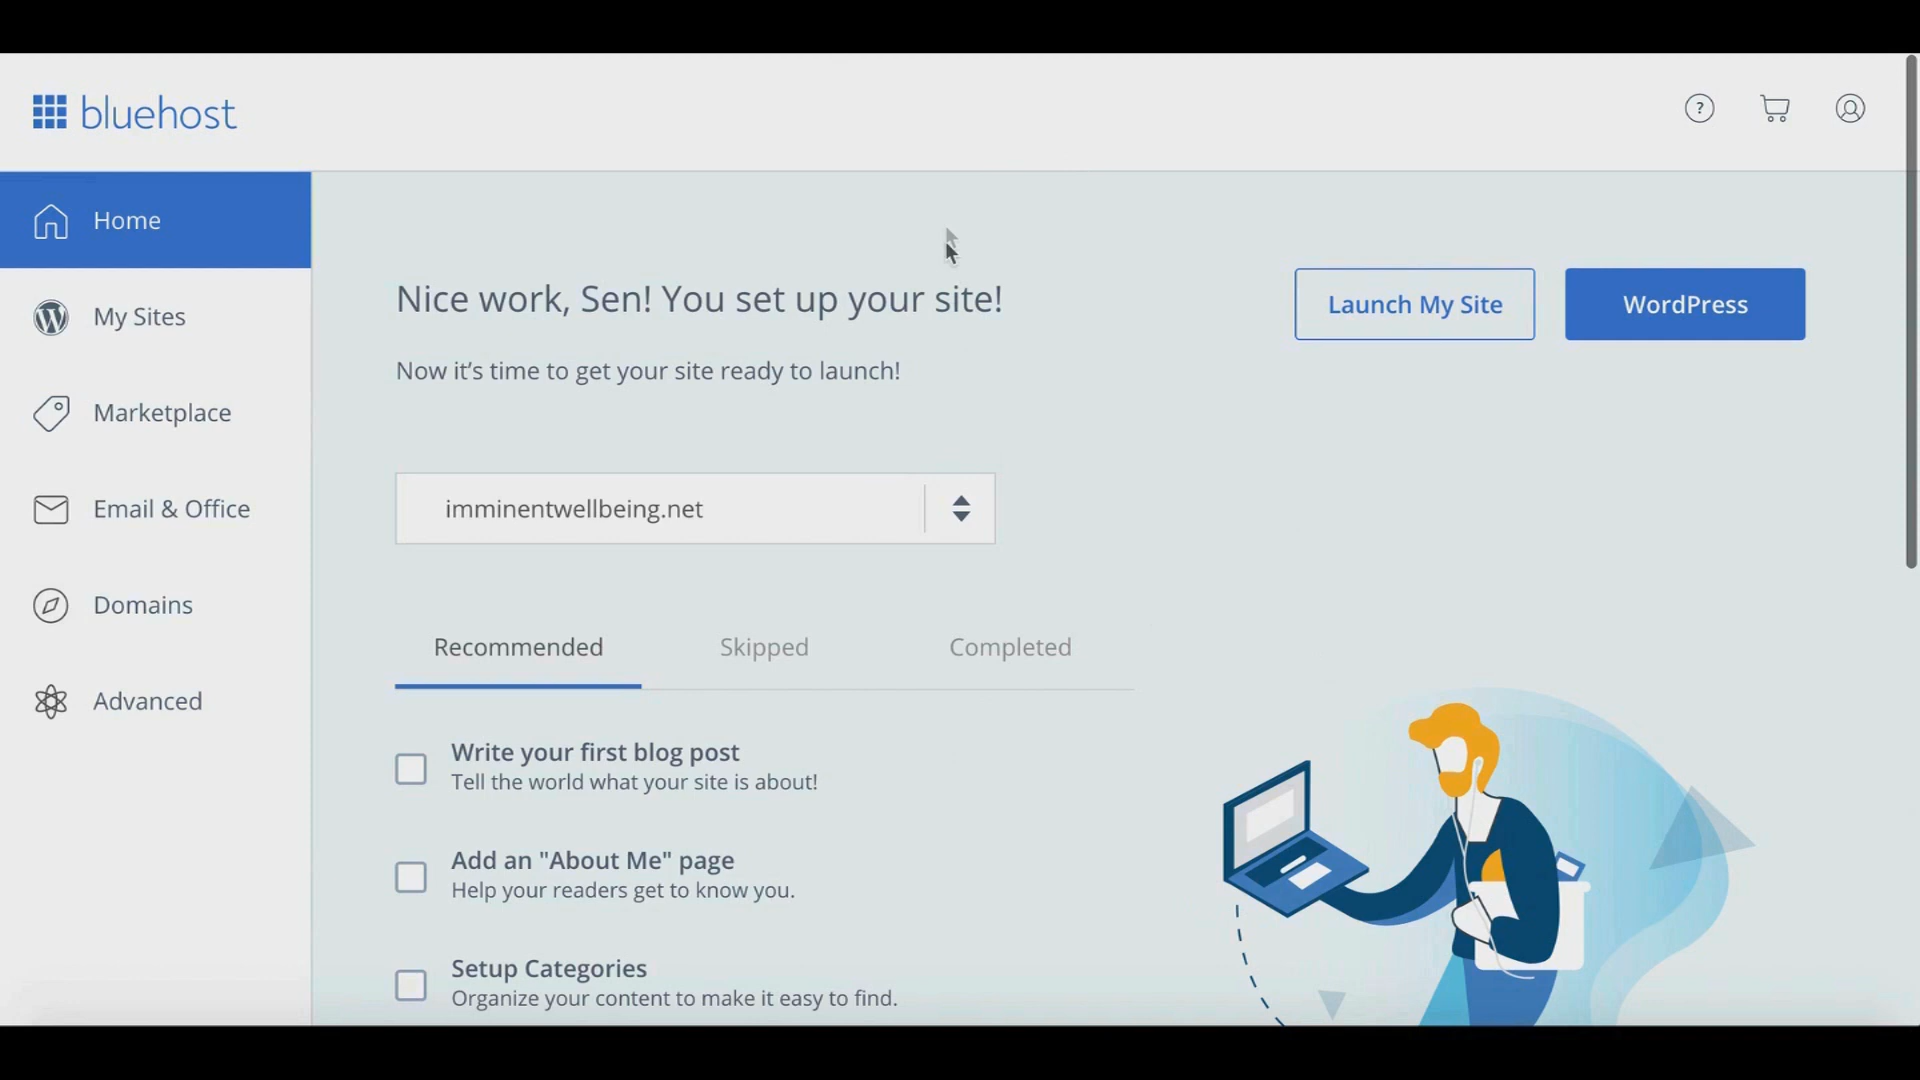 bluehost
?
Home
My Sites
Marketplace
Email & Office
Domains
Advanced
Nice work, Sen! You set up your site!
Now it’s time to get your site ready to launch!
Launch My Site
WordPress
imminentwellbeing.net
Recommended
Skipped
Completed
Write your first blog post
Tell the world what your site is about!
Add an "About Me" page
Help your readers get to know you.
Setup Categories
Organize your content to make it easy to find.